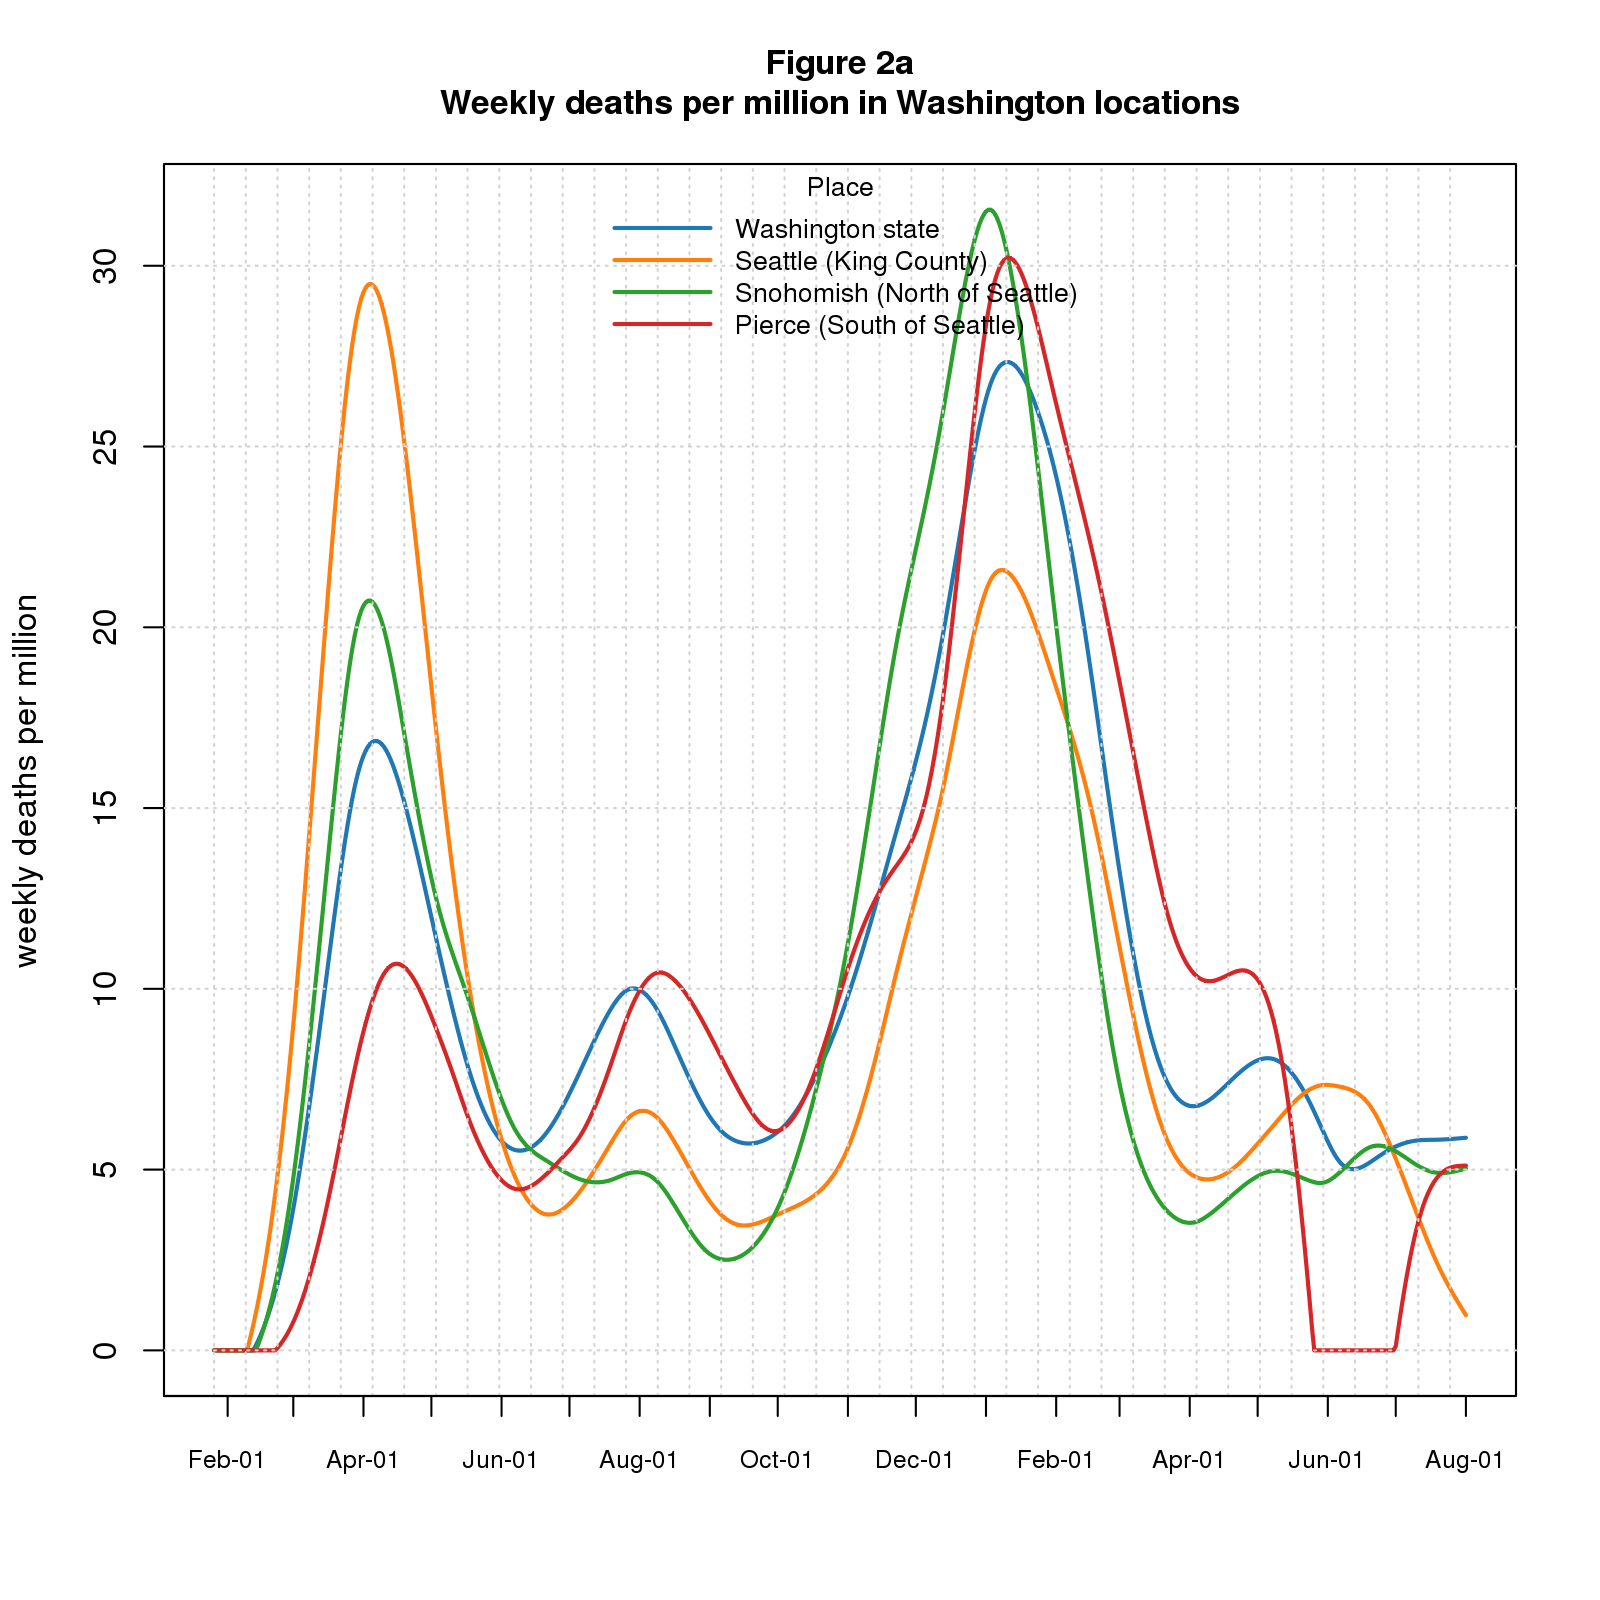 Figure 2a
Weekly deaths per million in Washington locations
Place
Washington state
Seattle (King County)
Snohomish (North of Seattle)
Pierce (South of Seattle)
weekly deaths per million
30
25
20
15
10
5
0
Feb-01 Apr-01 Jun-01 Aug-01 Oct-01 Dec-01 Feb-01 Apr-01 Jun-01 Aug-01